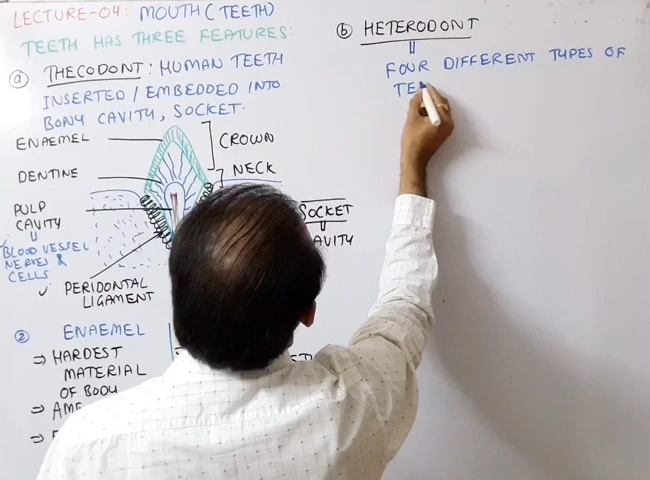 LECTURE-04: MOUTH (TEETH)
TEETH HAS THREE FEATURES:
ⓐ THECODONT: HUMAN TEETH
INSERTED / EMBEDDED INTO
BONY CAVITY, SOCKET.
ENAEMEL
CROWN
NECK
DENTINE
PULP
CAVITY
SOCKET
BLOOD VESSEL
NERVES &
CELLS
PERIDONTAL
LIGAMENT
② ENAEMEL
⇒ HARDEST
MATERIAL
OF BODY
ⓑ HETERODONT
FOUR DIFFERENT TYPES OF